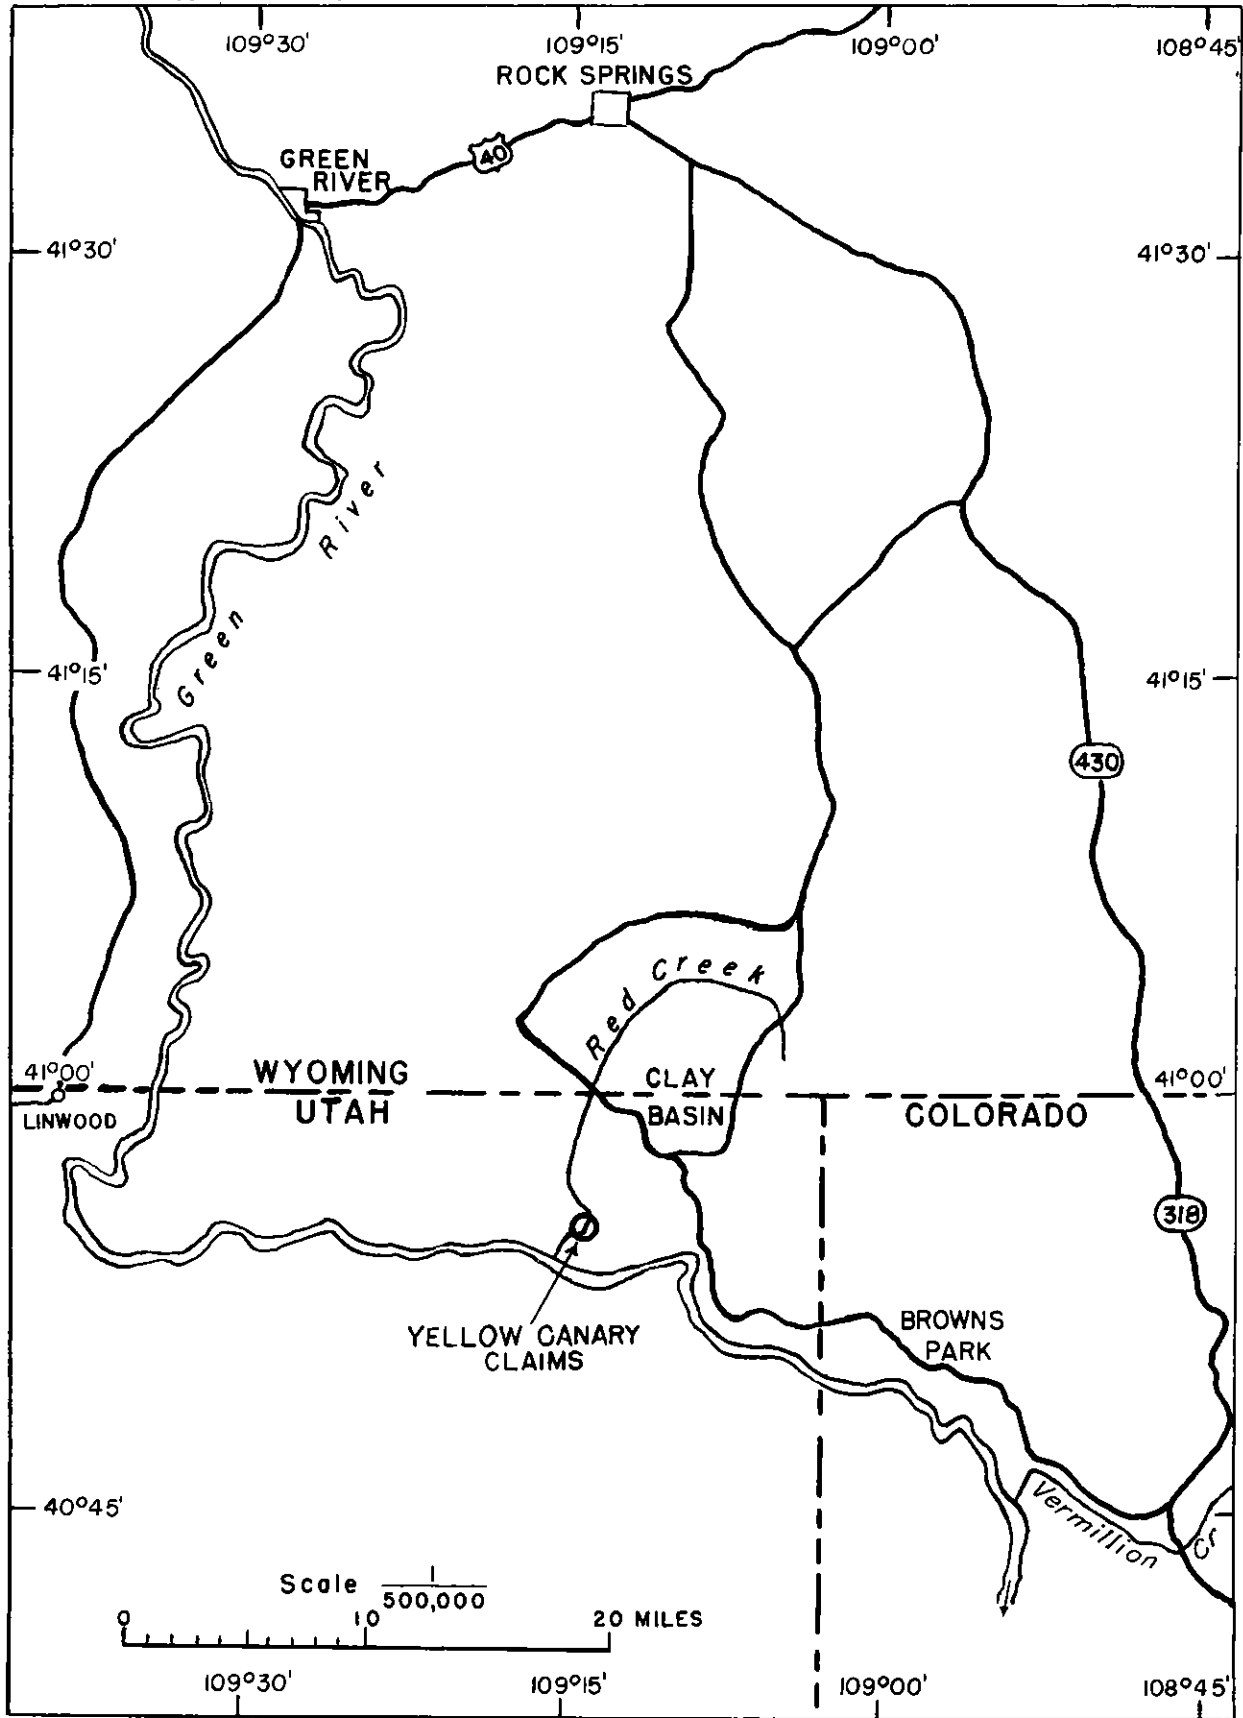 109°30'
109°15'
109°00'
108°45'
ROCK SPRINGS
40
GREEN
RIVER
41°30'
41°30'
Green River
41°15'
41°15'
430
Red Creek
41°00'
WYOMING
CLAY
41°00'
LINWOOD
UTAH
BASIN
COLORADO
318
YELLOW CANARY
CLAIMS
BROWNS
PARK
40°45'
Vermillion Cr
Scale 1
500,000
0 10 20 MILES
109°30'
109°15'
109°00'
108°45'